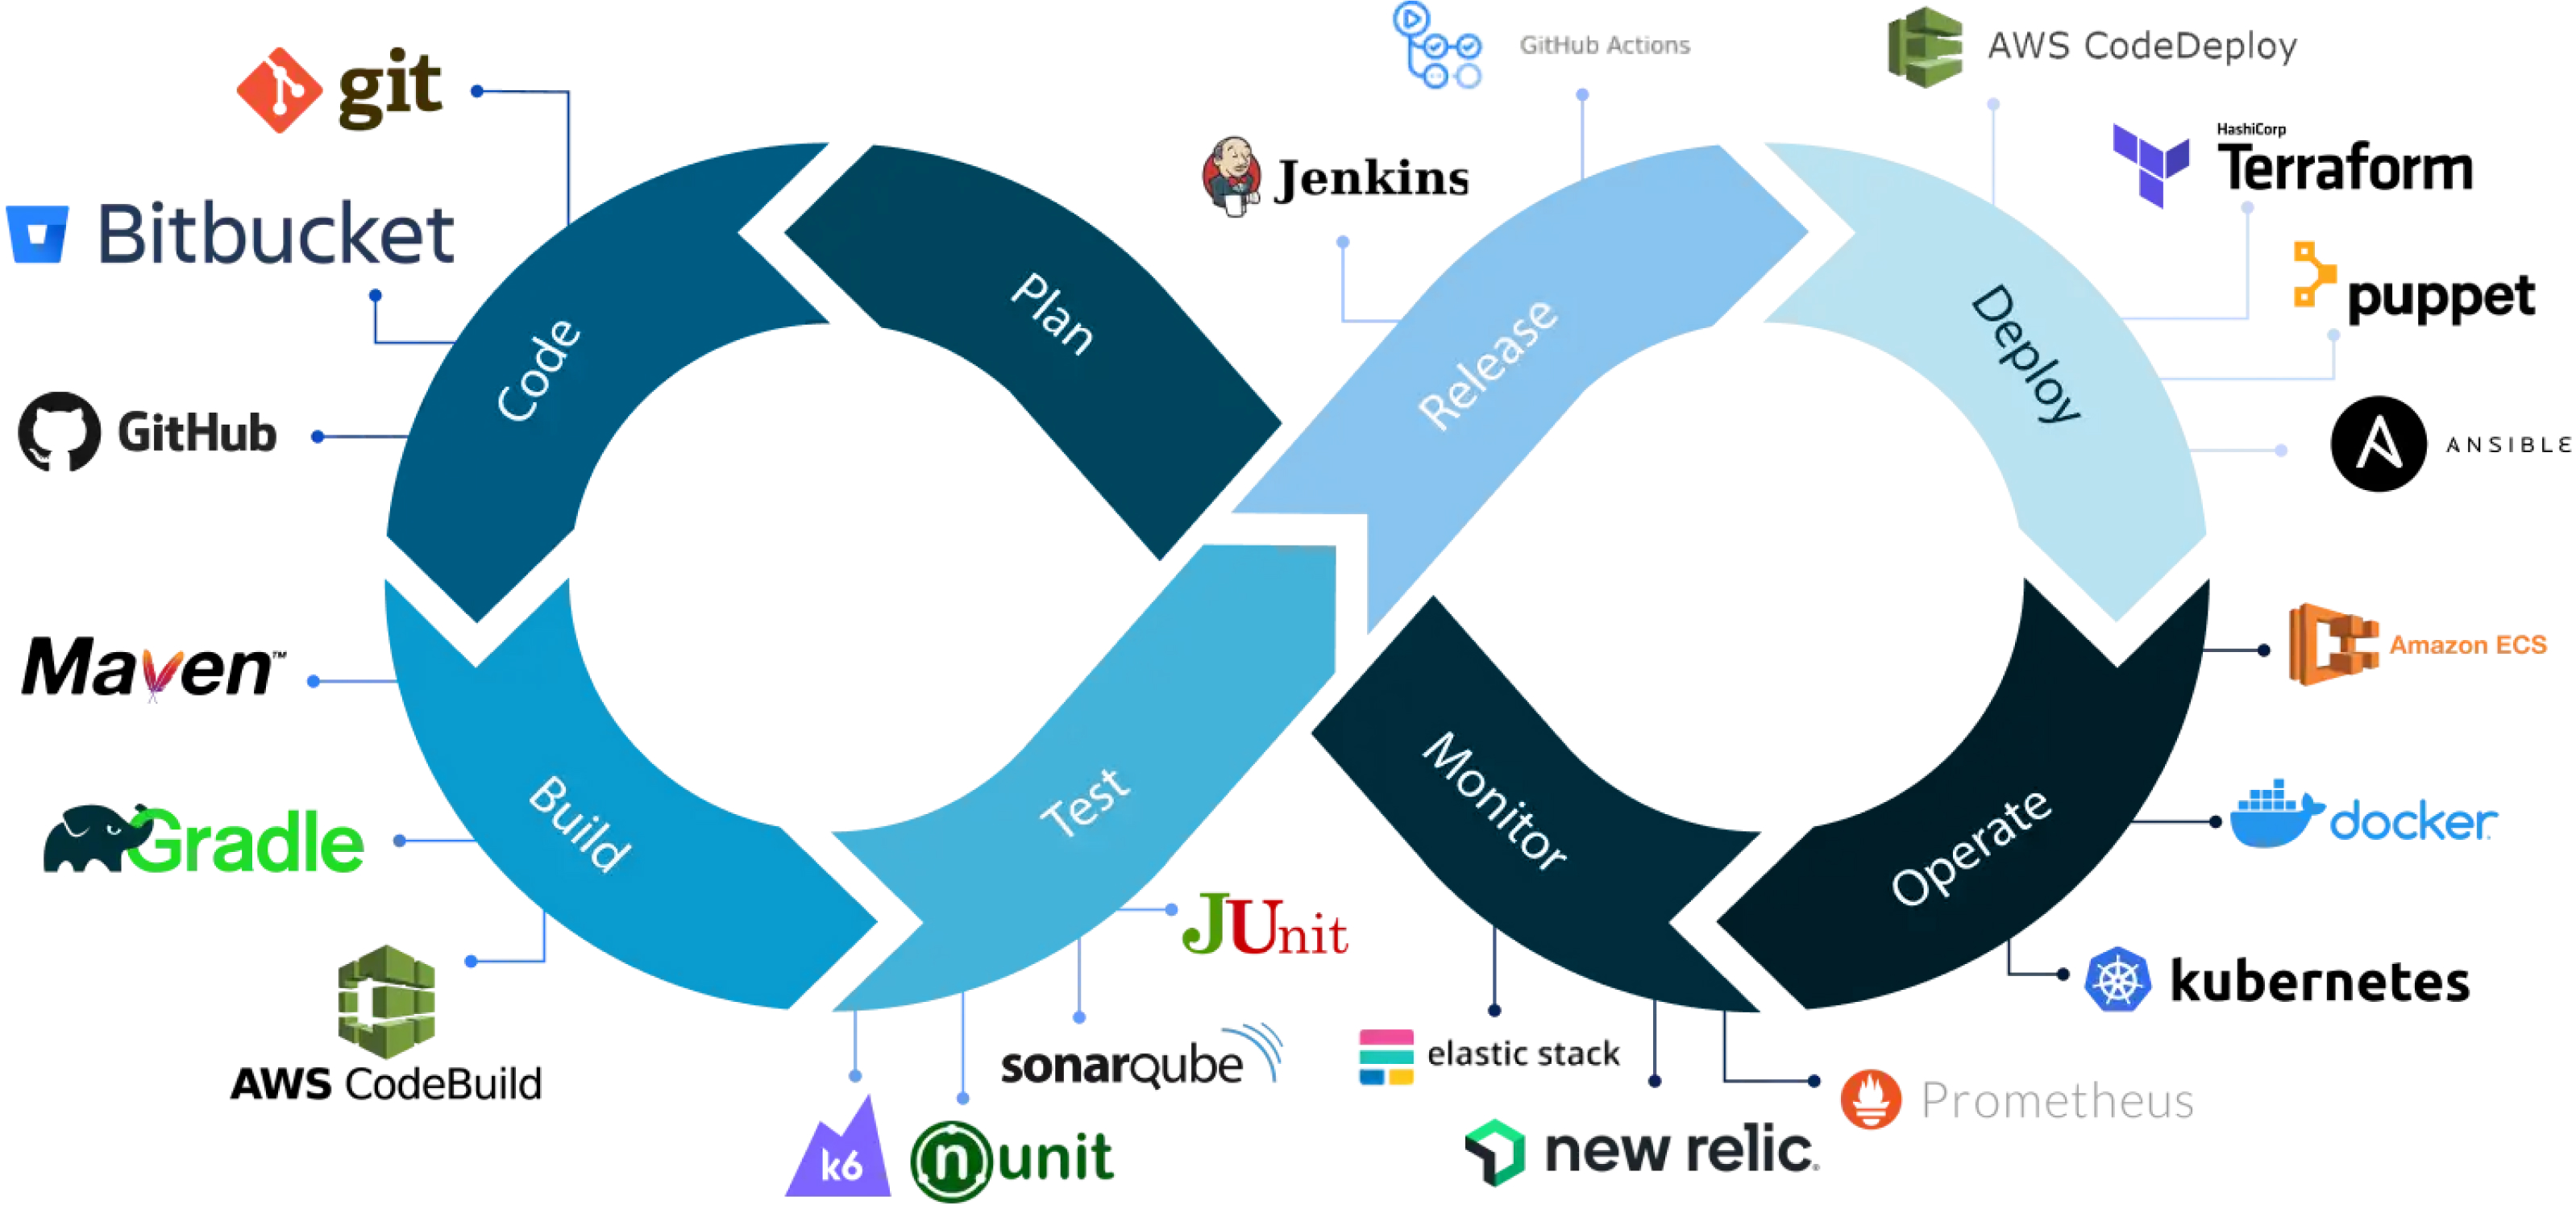 git
Bitbucket
GitHub
Maven™
Gradle
AWS CodeBuild
Code
Plan
Build
Test
k6
nunit
sonarqube
JUnit
GitHub Actions
Jenkins
Release
AWS CodeDeploy
HashiCorp
Terraform
puppet
ANSIBLE
Deploy
Amazon ECS
docker
kubernetes
Operate
Monitor
elastic stack
new relic
Prometheus